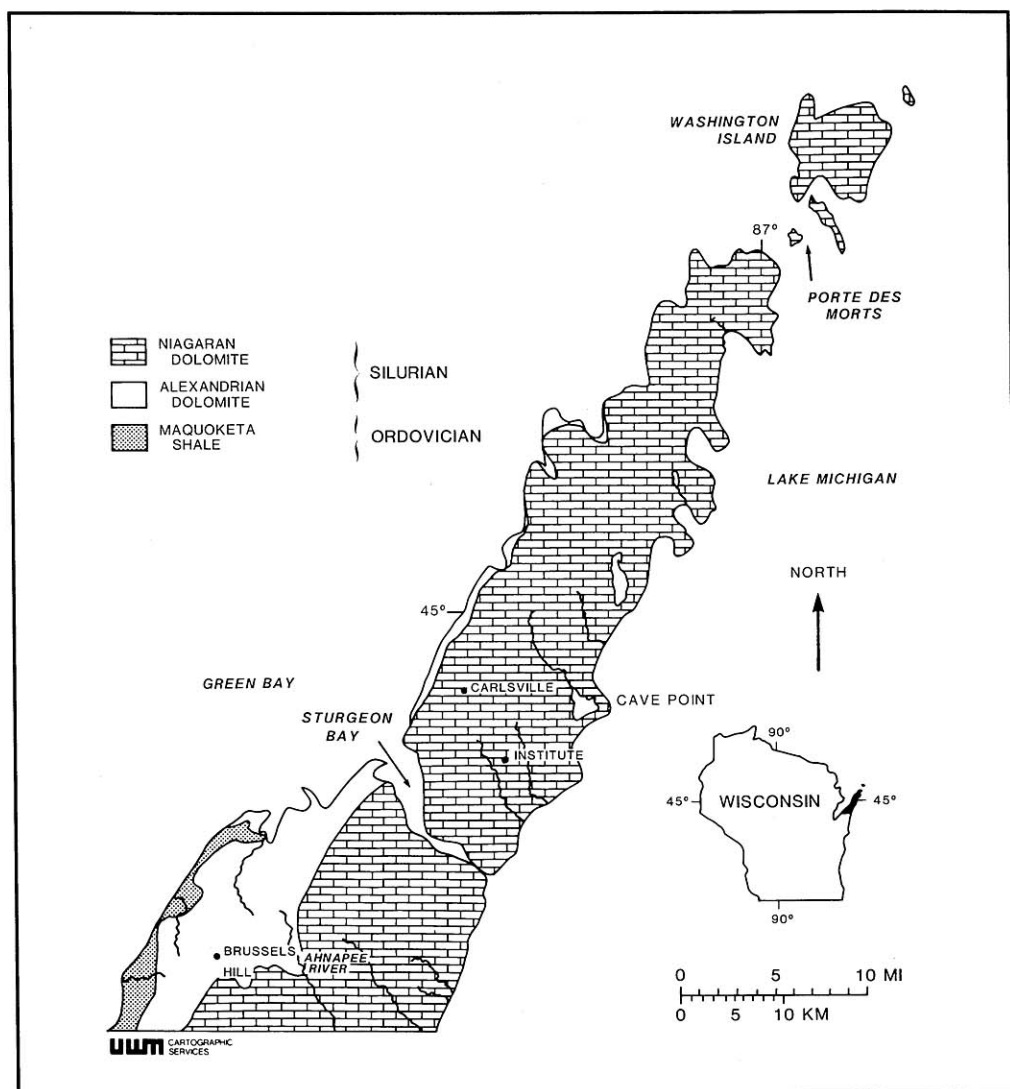 WASHINGTON
ISLAND
87°
PORTE DES
MORTS
NIAGARAN
DOLOMITE
ALEXANDRIAN
DOLOMITE
MAQUOKETA
SHALE
SILURIAN
ORDOVICIAN
LAKE MICHIGAN
NORTH
45°
GREEN BAY
CARLSVILLE
CAVE POINT
STURGEON
BAY
INSTITUTE
90°
45°
WISCONSIN
45°
90°
BRUSSELS
HILL
AHNAPEE
RIVER
0 5 10 MI
0 5 10 KM
uwm CARTOGRAPHIC
SERVICES